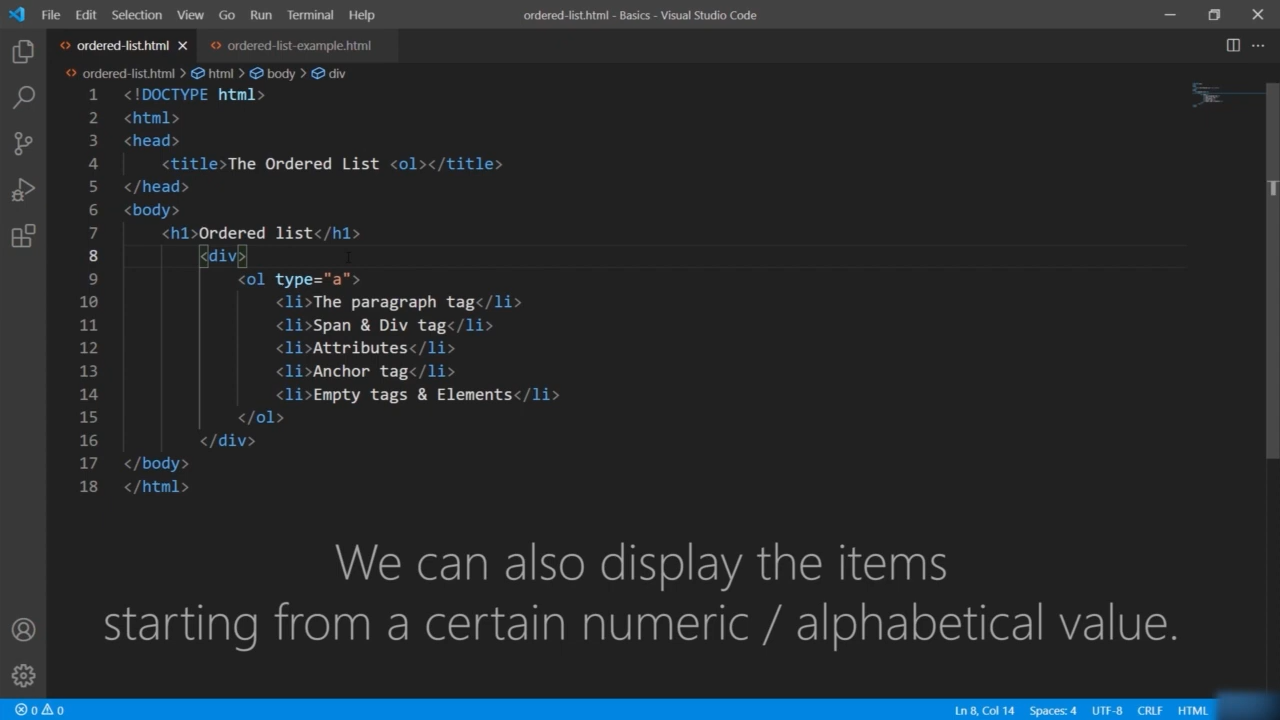 File Edit Selection View Go Run Terminal Help ordered-list.html - Basics - Visual Studio Code
ordered-list.html ordered-list-example.html
ordered-list.html > html > body > div
1 <!DOCTYPE html>
2 <html>
3 <head>
4 <title>The Ordered List <ol></title>
5 </head>
6 <body>
7 <h1>Ordered list</h1>
8 <div>
9 <ol type="a">
10 <li>The paragraph tag</li>
11 <li>Span & Div tag</li>
12 <li>Attributes</li>
13 <li>Anchor tag</li>
14 <li>Empty tags & Elements</li>
15 </ol>
16 </div>
17 </body>
18 </html>
We can also display the items
starting from a certain numeric / alphabetical value.
0 0 Ln 8, Col 14 Spaces: 4 UTF-8 CRLF HTML